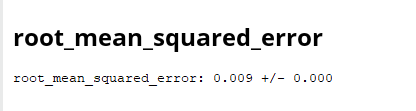 root_mean_squared_error
root_mean_squared_error: 0.009 +/- 0.000